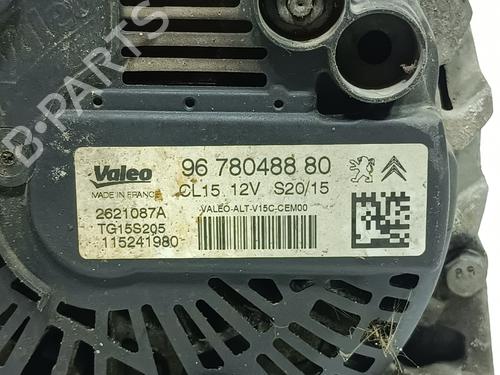 B-PARTS
Valeo
MADE IN FRANCE
96 780488 80
CL15 12V S20/15
VALEO-ALT-V15C-CEM00
2621087A
TG15S205
115241980